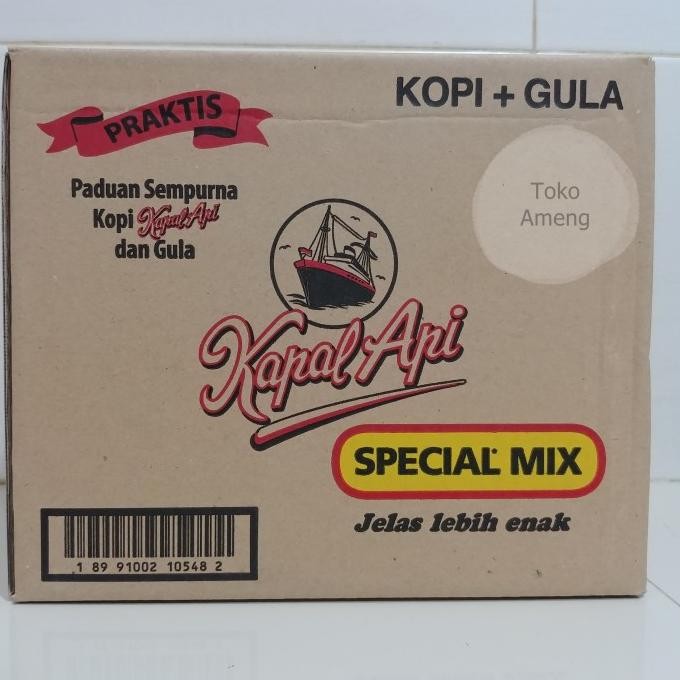 KOPI + GULA
PRAKTIS
Paduan Sempurna
Kopi Kapal Api
dan Gula
Toko
Ameng
Kapal Api
SPECIAL MIX
Jelas lebih enak
1 89 91002 10548 2